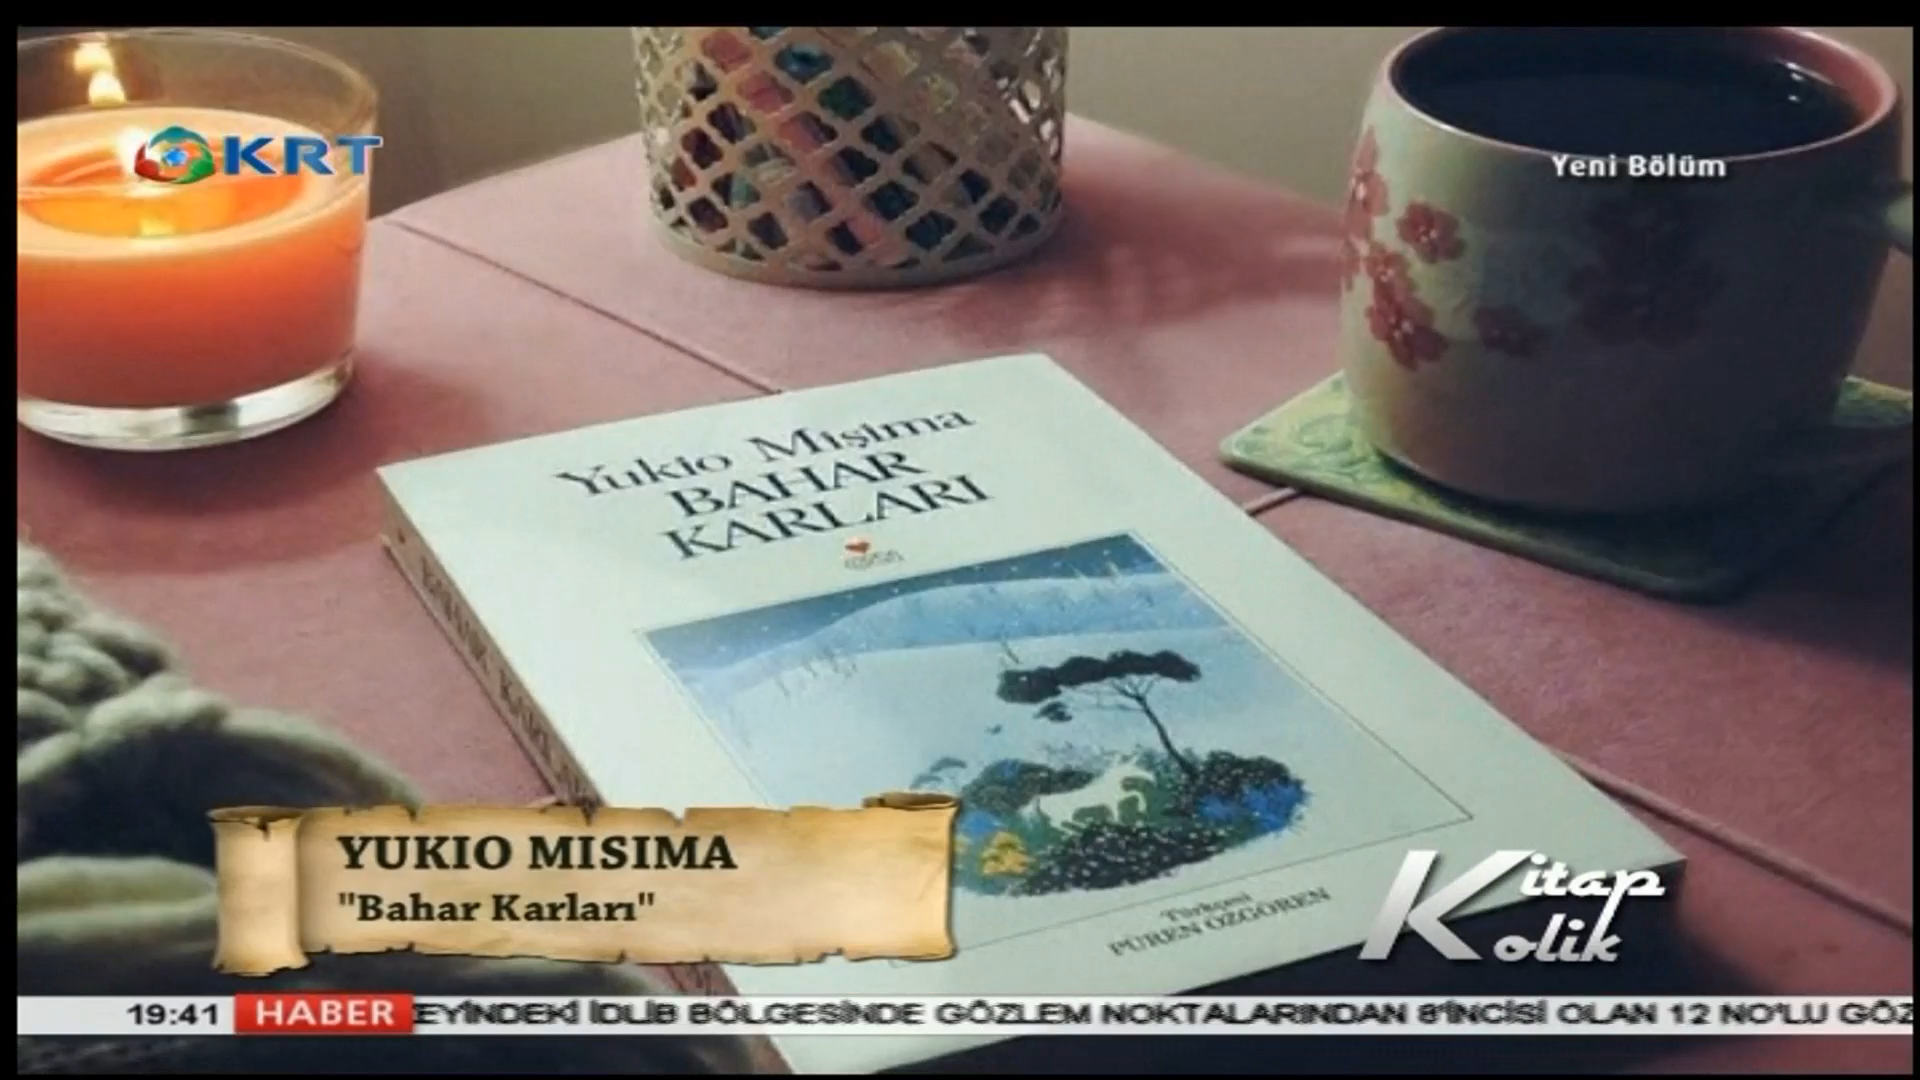 KRT
Yeni Bölüm
Yukio Mişima
BAHAR
KARLARI
Türkçesi
PÜREN ÖZGÖREN
YUKIO MISIMA
"Bahar Karları"
Kitap
Kolik
19:41 HABER EYİNDEKİ İDLİB BÖLGESİNDE GÖZLEM NOKTALARINDAN 8'İNCİSİ OLAN 12 NO'LU GÖZ